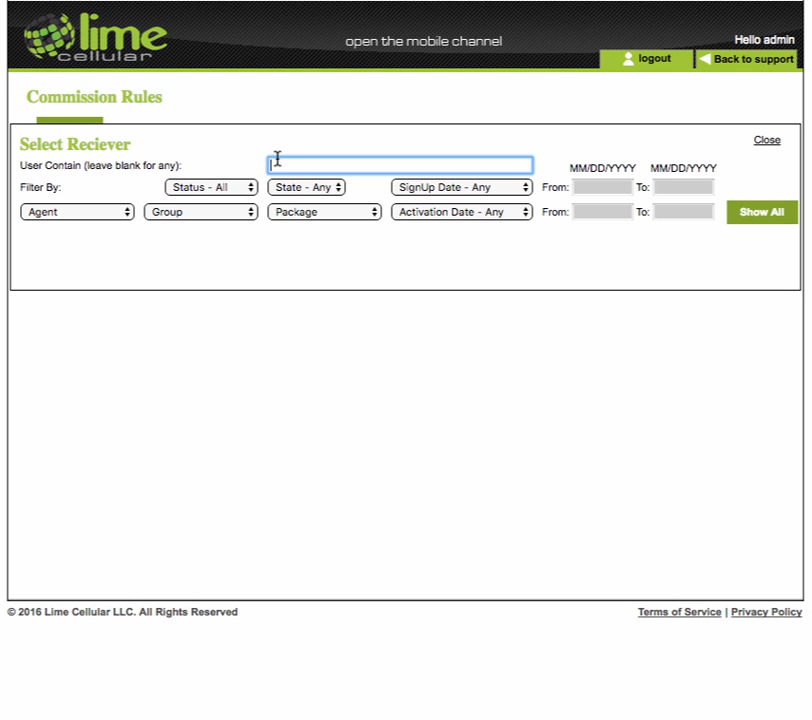 lime
cellular
open the mobile channel
Hello admin
logout
Back to support
Commission Rules
Select Reciever
Close
User Contain (leave blank for any):
MM/DD/YYYY MM/DD/YYYY
Filter By: Status - All State - Any SignUp Date - Any From: To:
Agent Group Package Activation Date - Any From: To: Show All
© 2016 Lime Cellular LLC. All Rights Reserved
Terms of Service | Privacy Policy